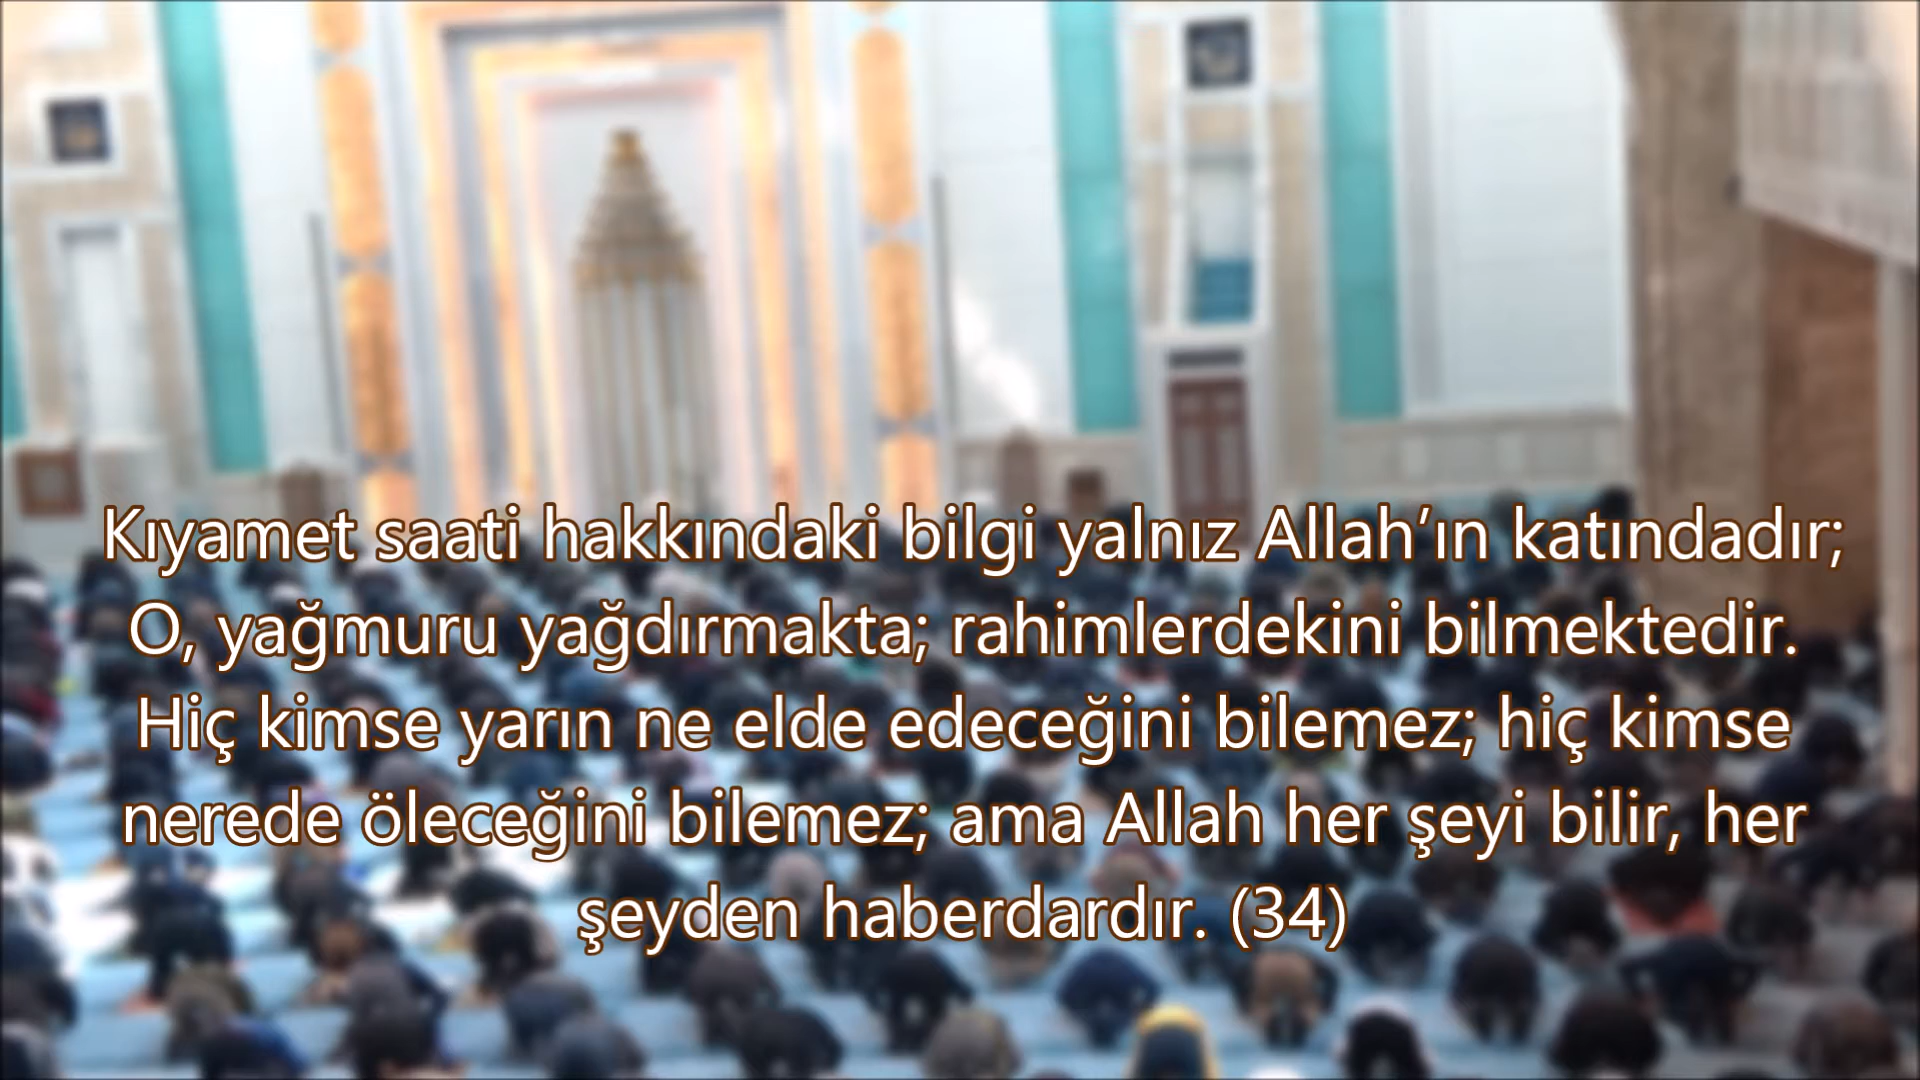 Kıyamet saati hakkındaki bilgi yalnız Allah’ın katındadır;
O, yağmuru yağdırmakta; rahimlerdekini bilmektedir.
Hiç kimse yarın ne elde edeceğini bilemez; hiç kimse
nerede öleceğini bilemez; ama Allah her şeyi bilir, her
şeyden haberdardır. (34)